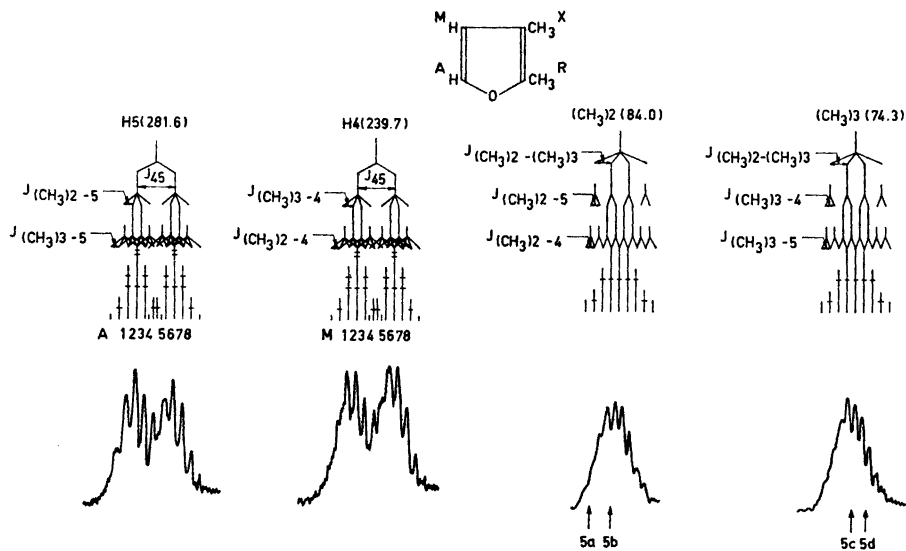 M H CH₃ X
A H CH₃ R
O
H5(281.6)
J45
J(CH₃)2-5
J(CH₃)3-5
A 1234 5678
H4(239.7)
J45
J(CH₃)3-4
J(CH₃)2-4
M 1234 5678
(CH₃)2(84.0)
J(CH₃)2-(CH₃)3
J(CH₃)2-5
J(CH₃)2-4
5a 5b
(CH₃)3(74.3)
J(CH₃)2-(CH₃)3
J(CH₃)3-4
J(CH₃)3-5
5c 5d